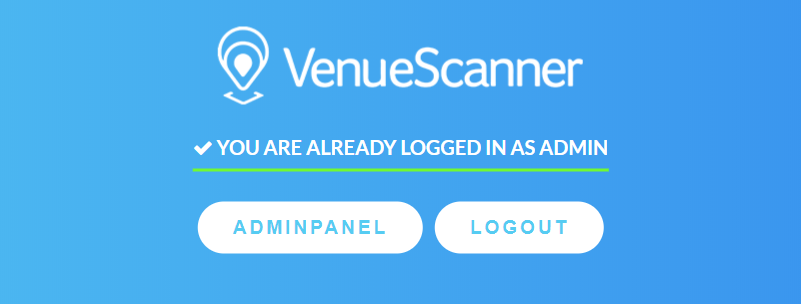 VenueScanner
YOU ARE ALREADY LOGGED IN AS ADMIN
ADMINPANEL LOGOUT